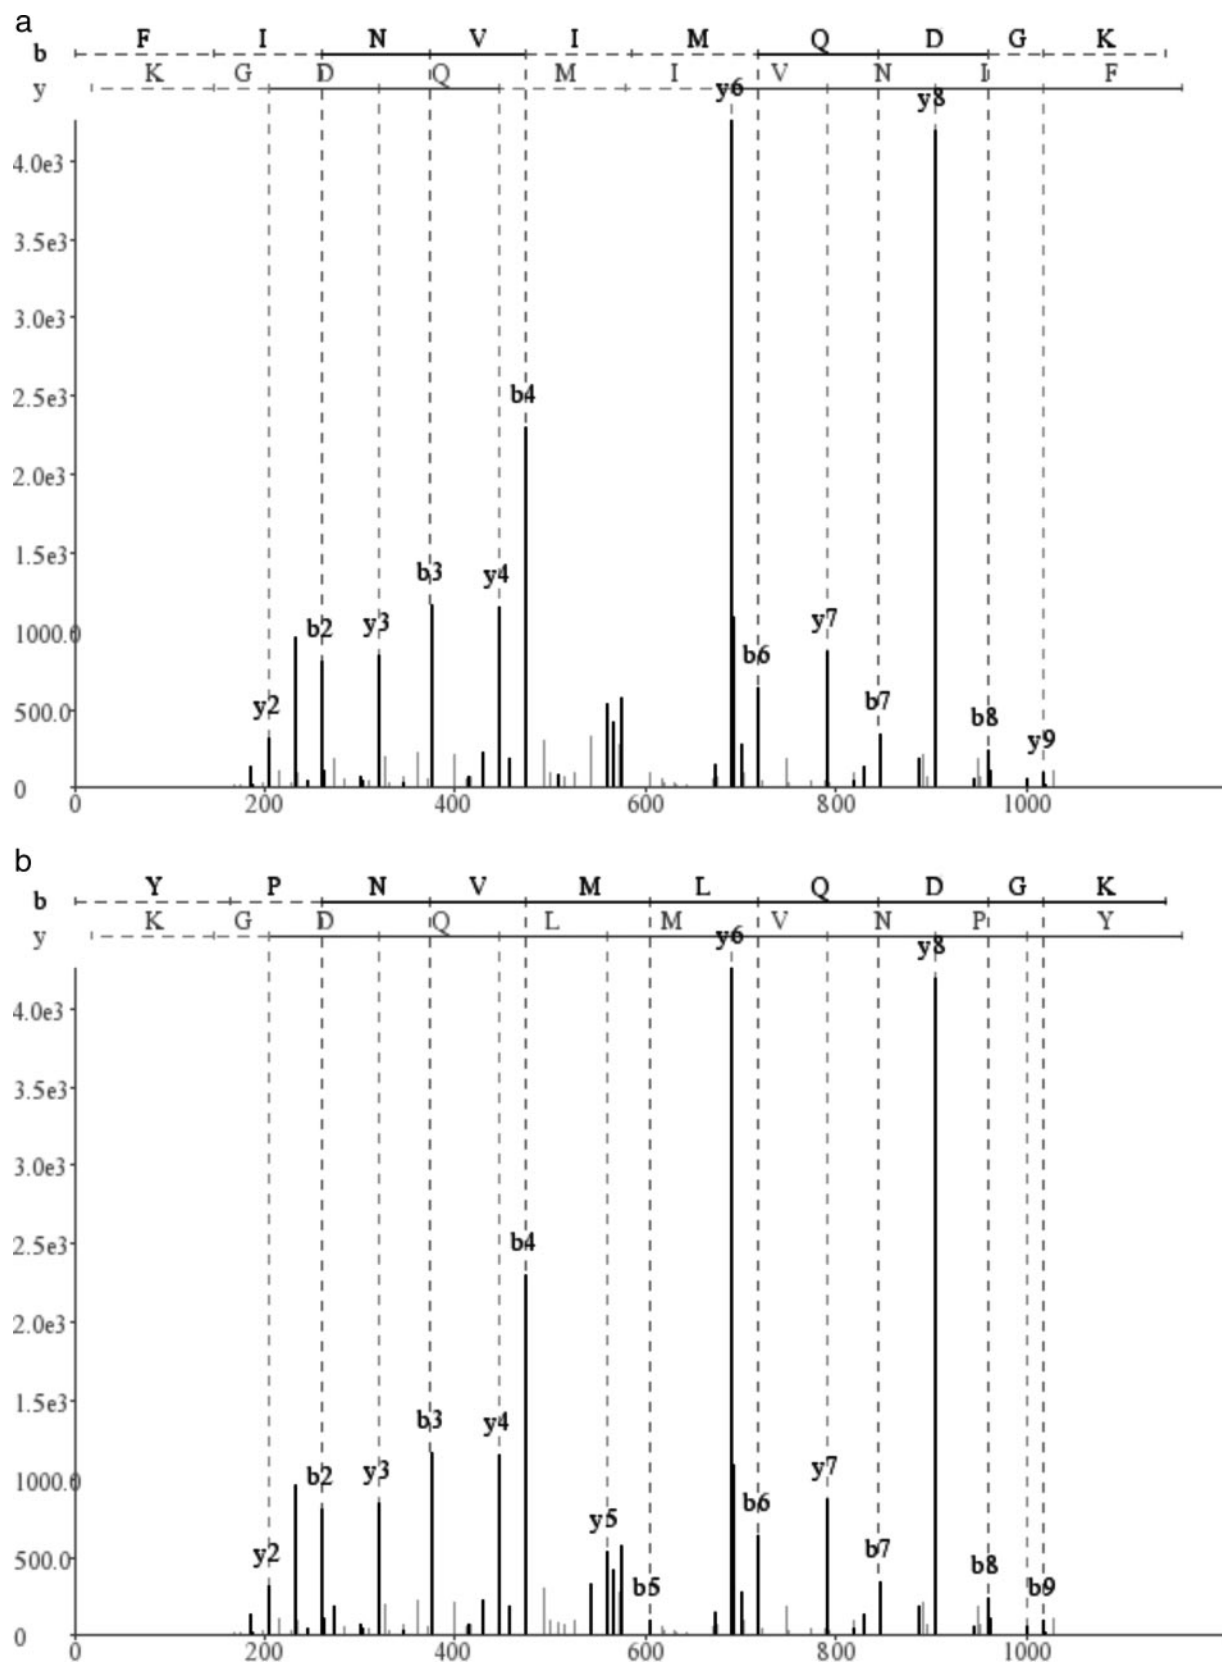 a
b F I N V I M Q D G K
y K G D Q M I V N I F
y6 y8
4.0e3
3.5e3
3.0e3
2.5e3 b4
2.0e3
1.5e3 b3 y4
1000.0 b2 y3 y7
b6
500.0 y2 b7 b8
y9
0
0 200 400 600 800 1000
b
b Y P N V M L Q D G K
y K G D Q L M V N P Y
y6 y8
4.0e3
3.5e3
3.0e3
2.5e3 b4
2.0e3
1.5e3 b3 y4
1000.0 b2 y3 y7
b6
500.0 y2 y5 b7 b8
b5 b9
0
0 200 400 600 800 1000